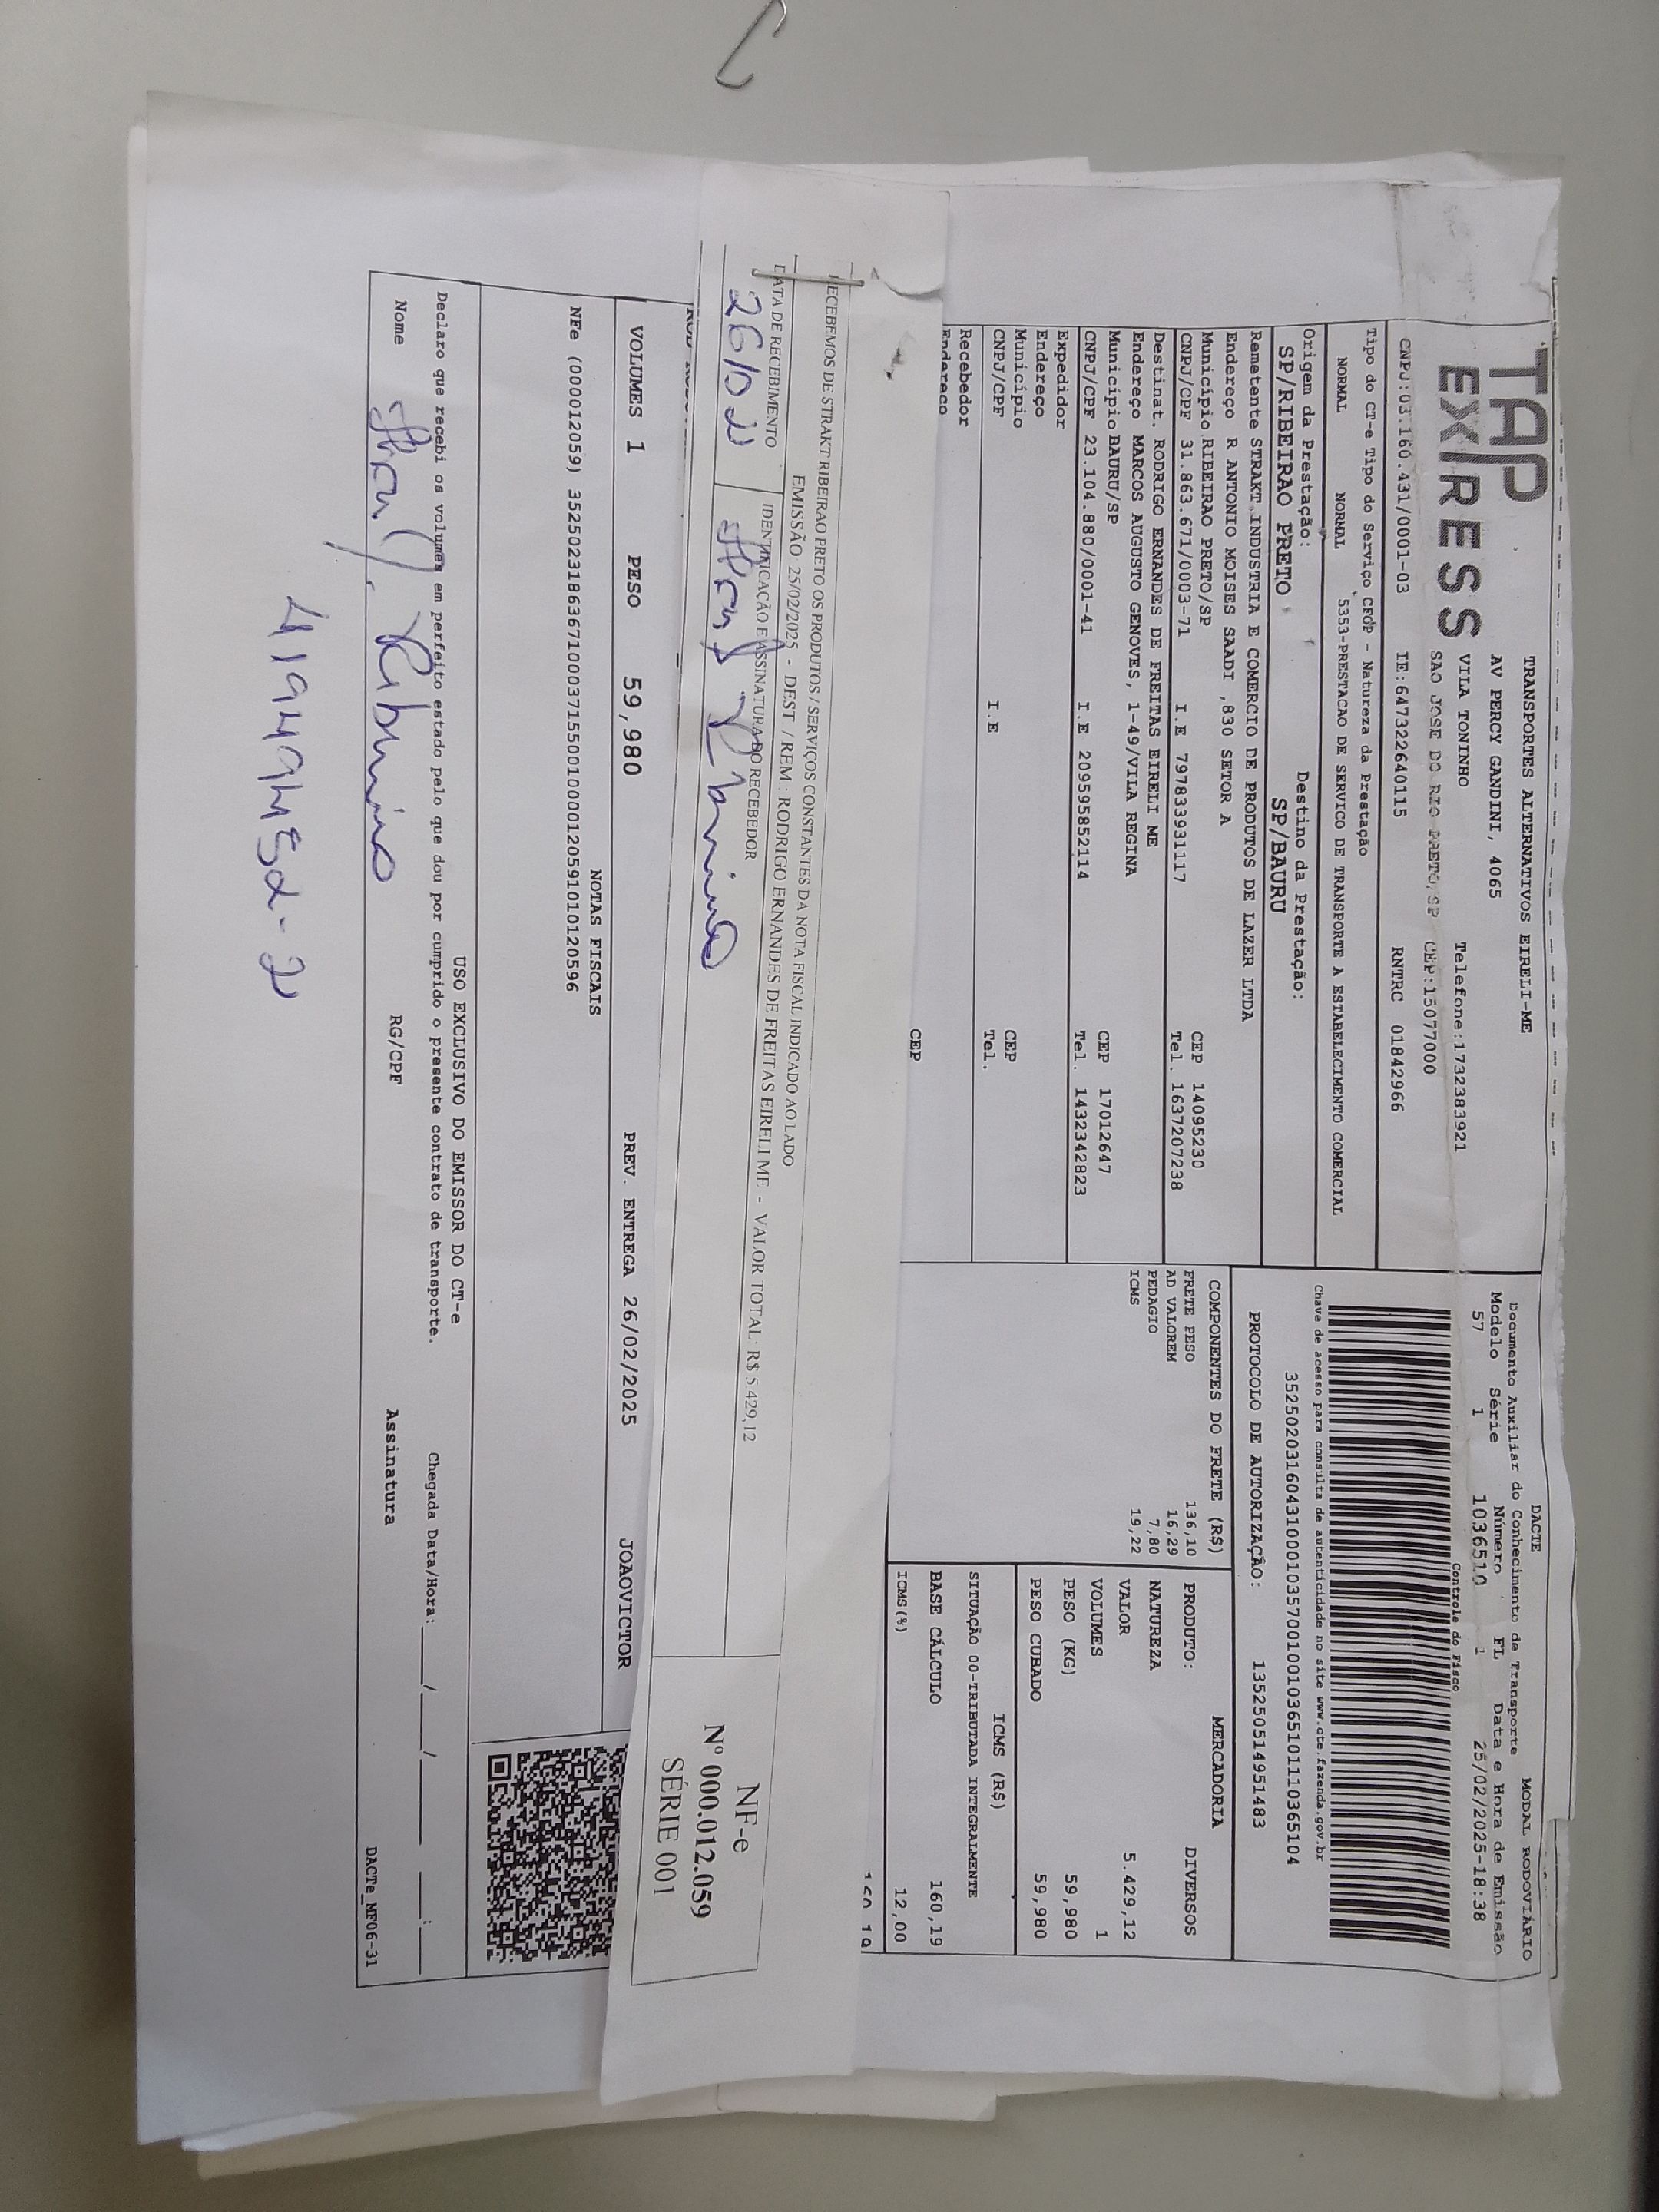 TAP
EXPRESS
TRANSPORTES ALTERNATIVOS EIRELI-ME
AV PERCY GANDINI, 4065
VILA TONINHO Telefone:1732383921
SAO JOSE DO RIO PRETO/SP CEP:15077000
CNPJ:03.160.431/0001-03 IE:647322640115 RNTRC 01842966
DACTE MODAL RODOVIÁRIO
Documento Auxiliar do Conhecimento de Transporte
Modelo Série Número FL Data e Hora de Emissão
57 1 1036510 1 25/02/2025-18:38
Controle do Fisco
Chave de acesso para consulta de autenticidade no site www.cte.fazenda.gov.br
35250203160431000103570010010365101110365104
PROTOCOLO DE AUTORIZAÇÃO: 135250514951483
Tipo do CT-e Tipo do Serviço CFOP - Natureza da Prestação
NORMAL NORMAL 5353-PRESTACAO DE SERVICO DE TRANSPORTE A ESTABELECIMENTO COMERCIAL
Origem da Prestação: Destino da Prestação:
SP/RIBEIRAO PRETO SP/BAURU
Remetente STRAKT INDUSTRIA E COMERCIO DE PRODUTOS DE LAZER LTDA
Endereço R ANTONIO MOISES SAADI ,830 SETOR A
Município RIBEIRAO PRETO/SP CEP 14095230
CNPJ/CPF 31.863.671/0003-71 I.E 797833931117 Tel. 1637207238
Destinat. RODRIGO ERNANDES DE FREITAS EIRELI ME
Endereço MARCOS AUGUSTO GENOVES, 1-49/VILA REGINA
Município BAURU/SP CEP 17012647
CNPJ/CPF 23.104.880/0001-41 I.E 209595852114 Tel. 1432342823
Expedidor
Endereço
Município CEP
CNPJ/CPF I.E Tel.
Recebedor
Endereço CEP
COMPONENTES DO FRETE (R$)
FRETE PESO 136,10
AD VALOREM 16,29
PEDAGIO 7,80
ICMS 19,22
MERCADORIA
PRODUTO: DIVERSOS
NATUREZA
VALOR 5.429,12
VOLUMES 1
PESO (KG) 59,980
PESO CUBADO 59,980
ICMS (R$)
SITUAÇÃO 00-TRIBUTADA INTEGRALMENTE
BASE CÁLCULO 160,19
ICMS(%) 12,00
RECEBEMOS DE STRAKT RIBEIRAO PRETO OS PRODUTOS / SERVIÇOS CONSTANTES DA NOTA FISCAL INDICADO AO LADO
EMISSÃO 25/02/2025 - DEST / REM.: RODRIGO ERNANDES DE FREITAS EIRELI ME - VALOR TOTAL: R$ 5.429,12
DATA DE RECEBIMENTO IDENTIFICAÇÃO E ASSINATURA DO RECEBEDOR
NF-e
Nº 000.012.059
SÉRIE 001
VOLUMES 1 PESO 59,980 PREV. ENTREGA 26/02/2025 JOAOVICTOR
NOTAS FISCAIS
NFe (000012059) 35250231863671000371550010000120591010120596
USO EXCLUSIVO DO EMISSOR DO CT-e
Declaro que recebi os volumes em perfeito estado pelo que dou por cumprido o presente contrato de transporte. Chegada Data/Hora: ____/____/______ ___:___
Nome RG/CPF Assinatura
DACTe_MF06-31